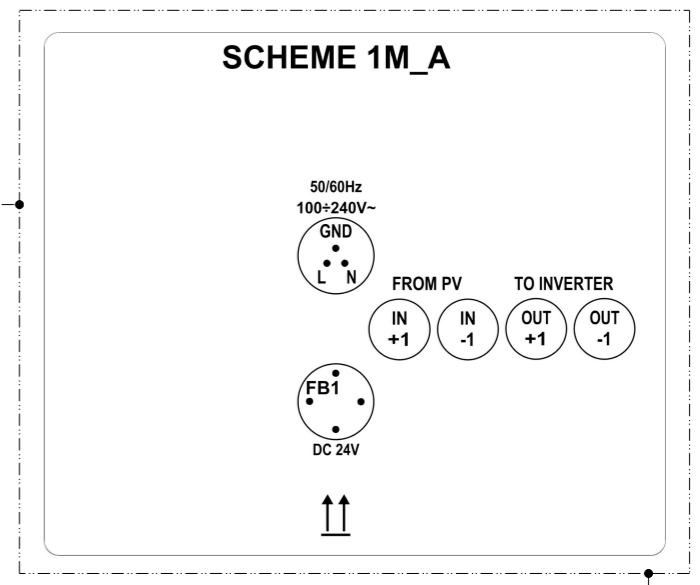 SCHEME 1M_A
50/60Hz
100÷240V~
GND
L N
FROM PV TO INVERTER
IN IN OUT OUT
+1 -1 +1 -1
FB1
DC 24V